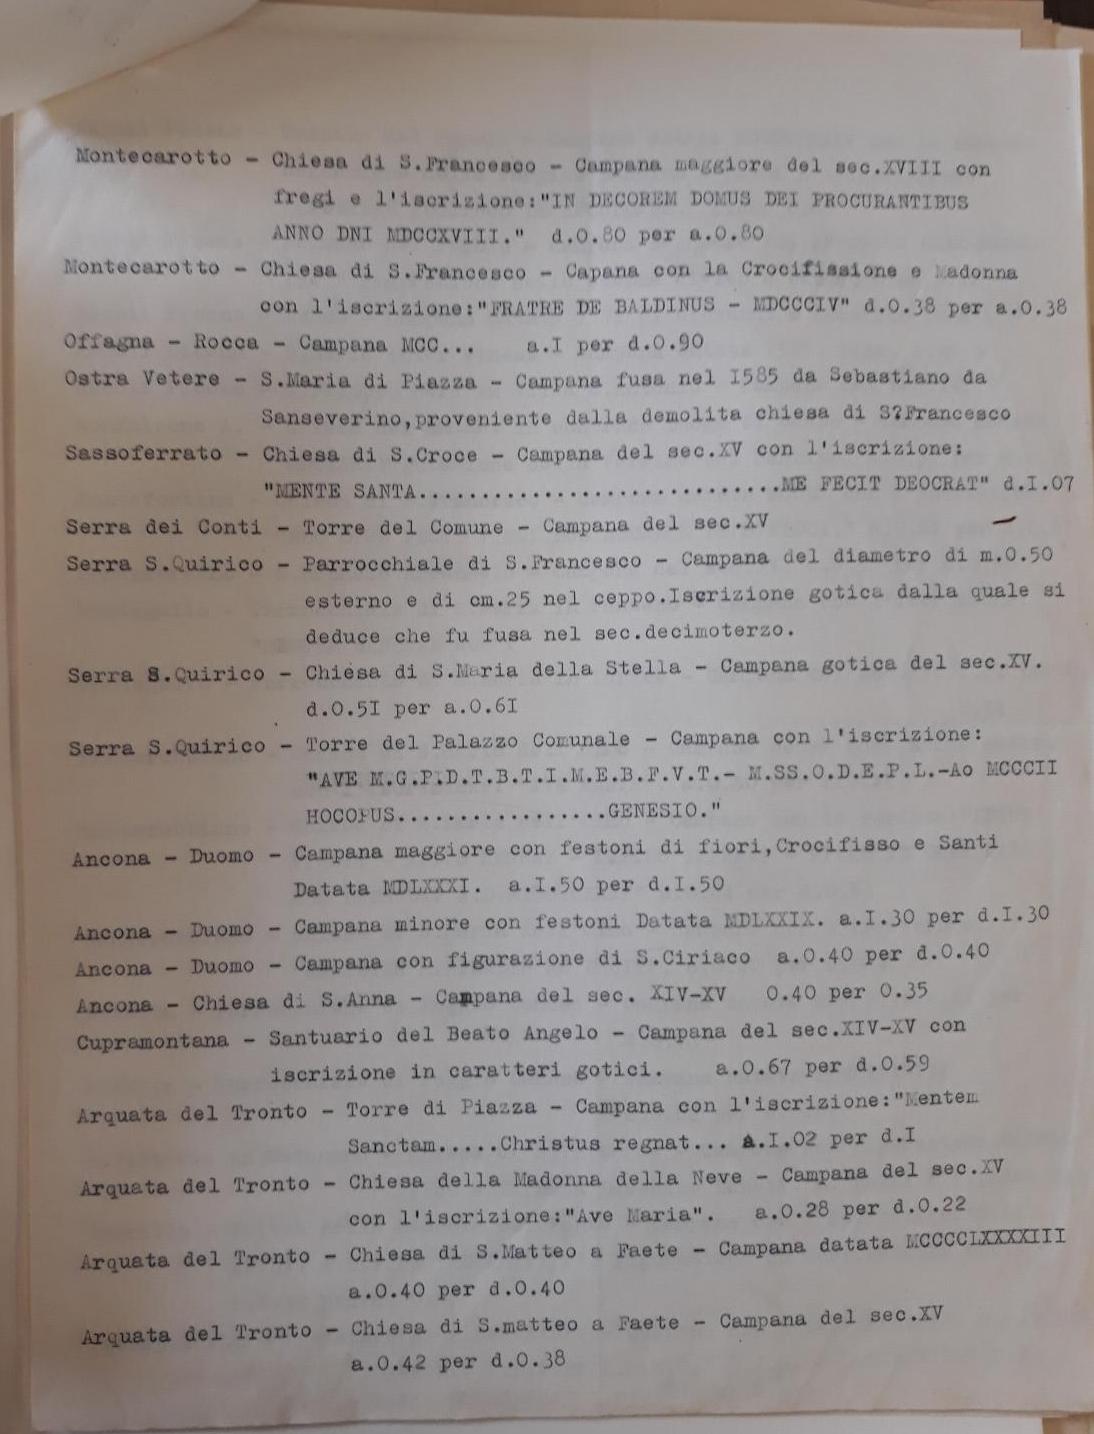 Montecarotto - Chiesa di S.Francesco - Campana maggiore del sec.XVIII con
fregi e l'iscrizione:"IN DECOREM DOMUS DEI PROCURANTIBUS
ANNO DNI MDCCXVIII." d.0.80 per a.0.80
Montecarotto - Chiesa di S.Francesco - Capana con la Crocifissione e Madonna
con l'iscrizione:"FRATRE DE BALDINUS - MDCCCIV" d.0.38 per a.0.38
Offagna - Rocca - Campana MCC... a.I per d.0.90
Ostra Vetere - S.Maria di Piazza - Campana fusa nel I585 da Sebastiano da
Sanseverino,proveniente dalla demolita chiesa di S?Francesco
Sassoferrato - Chiesa di S.Croce - Campana del sec.XV con l'iscrizione:
"MENTE SANTA.............................ME FECIT DEOCRAT" d.I.07
Serra dei Conti - Torre del Comune - Campana del sec.XV
Serra S.Quirico - Parrocchiale di S.Francesco - Campana del diametro di m.0.50
esterno e di cm.25 nel ceppo.Iscrizione gotica dalla quale si
deduce che fu fusa nel sec.decimoterzo.
Serra S.Quirico - Chiesa di S.Maria della Stella - Campana gotica del sec.XV.
d.0.5I per a.0.6I
Serra S.Quirico - Torre del Palazzo Comunale - Campana con l'iscrizione:
"AVE M.G.P.D.T.B.T.I.M.E.B.F.V.T.- M.SS.O.D.E.P.L.-Ao MCCCII
HOCOPUS.................GENESIO."
Ancona - Duomo - Campana maggiore con festoni di fiori,Crocifisso e Santi
Datata MDLXXXI. a.I.50 per d.I.50
Ancona - Duomo - Campana minore con festoni Datata MDLXXIX. a.I.30 per d.I.30
Ancona - Duomo - Campana con figurazione di S.Ciriaco a.0.40 per d.0.40
Ancona - Chiesa di S.Anna - Campana del sec. XIV-XV 0.40 per 0.35
Cupramontana - Santuario del Beato Angelo - Campana del sec.XIV-XV con
iscrizione in caratteri gotici. a.0.67 per d.0.59
Arquata del Tronto - Torre di Piazza - Campana con l'iscrizione:"Mentem
Sanctam.....Christus regnat... a.I.02 per d.I
Arquata del Tronto - Chiesa della Madonna della Neve - Campana del sec.XV
con l'iscrizione:"Ave Maria". a.0.28 per d.0.22
Arquata del Tronto - Chiesa di S.Matteo a Faete - Campana datata MCCCCLXXXXIII
a.0.40 per d.0.40
Arquata del Tronto - Chiesa di S.matteo a Faete - Campana del sec.XV
a.0.42 per d.0.38